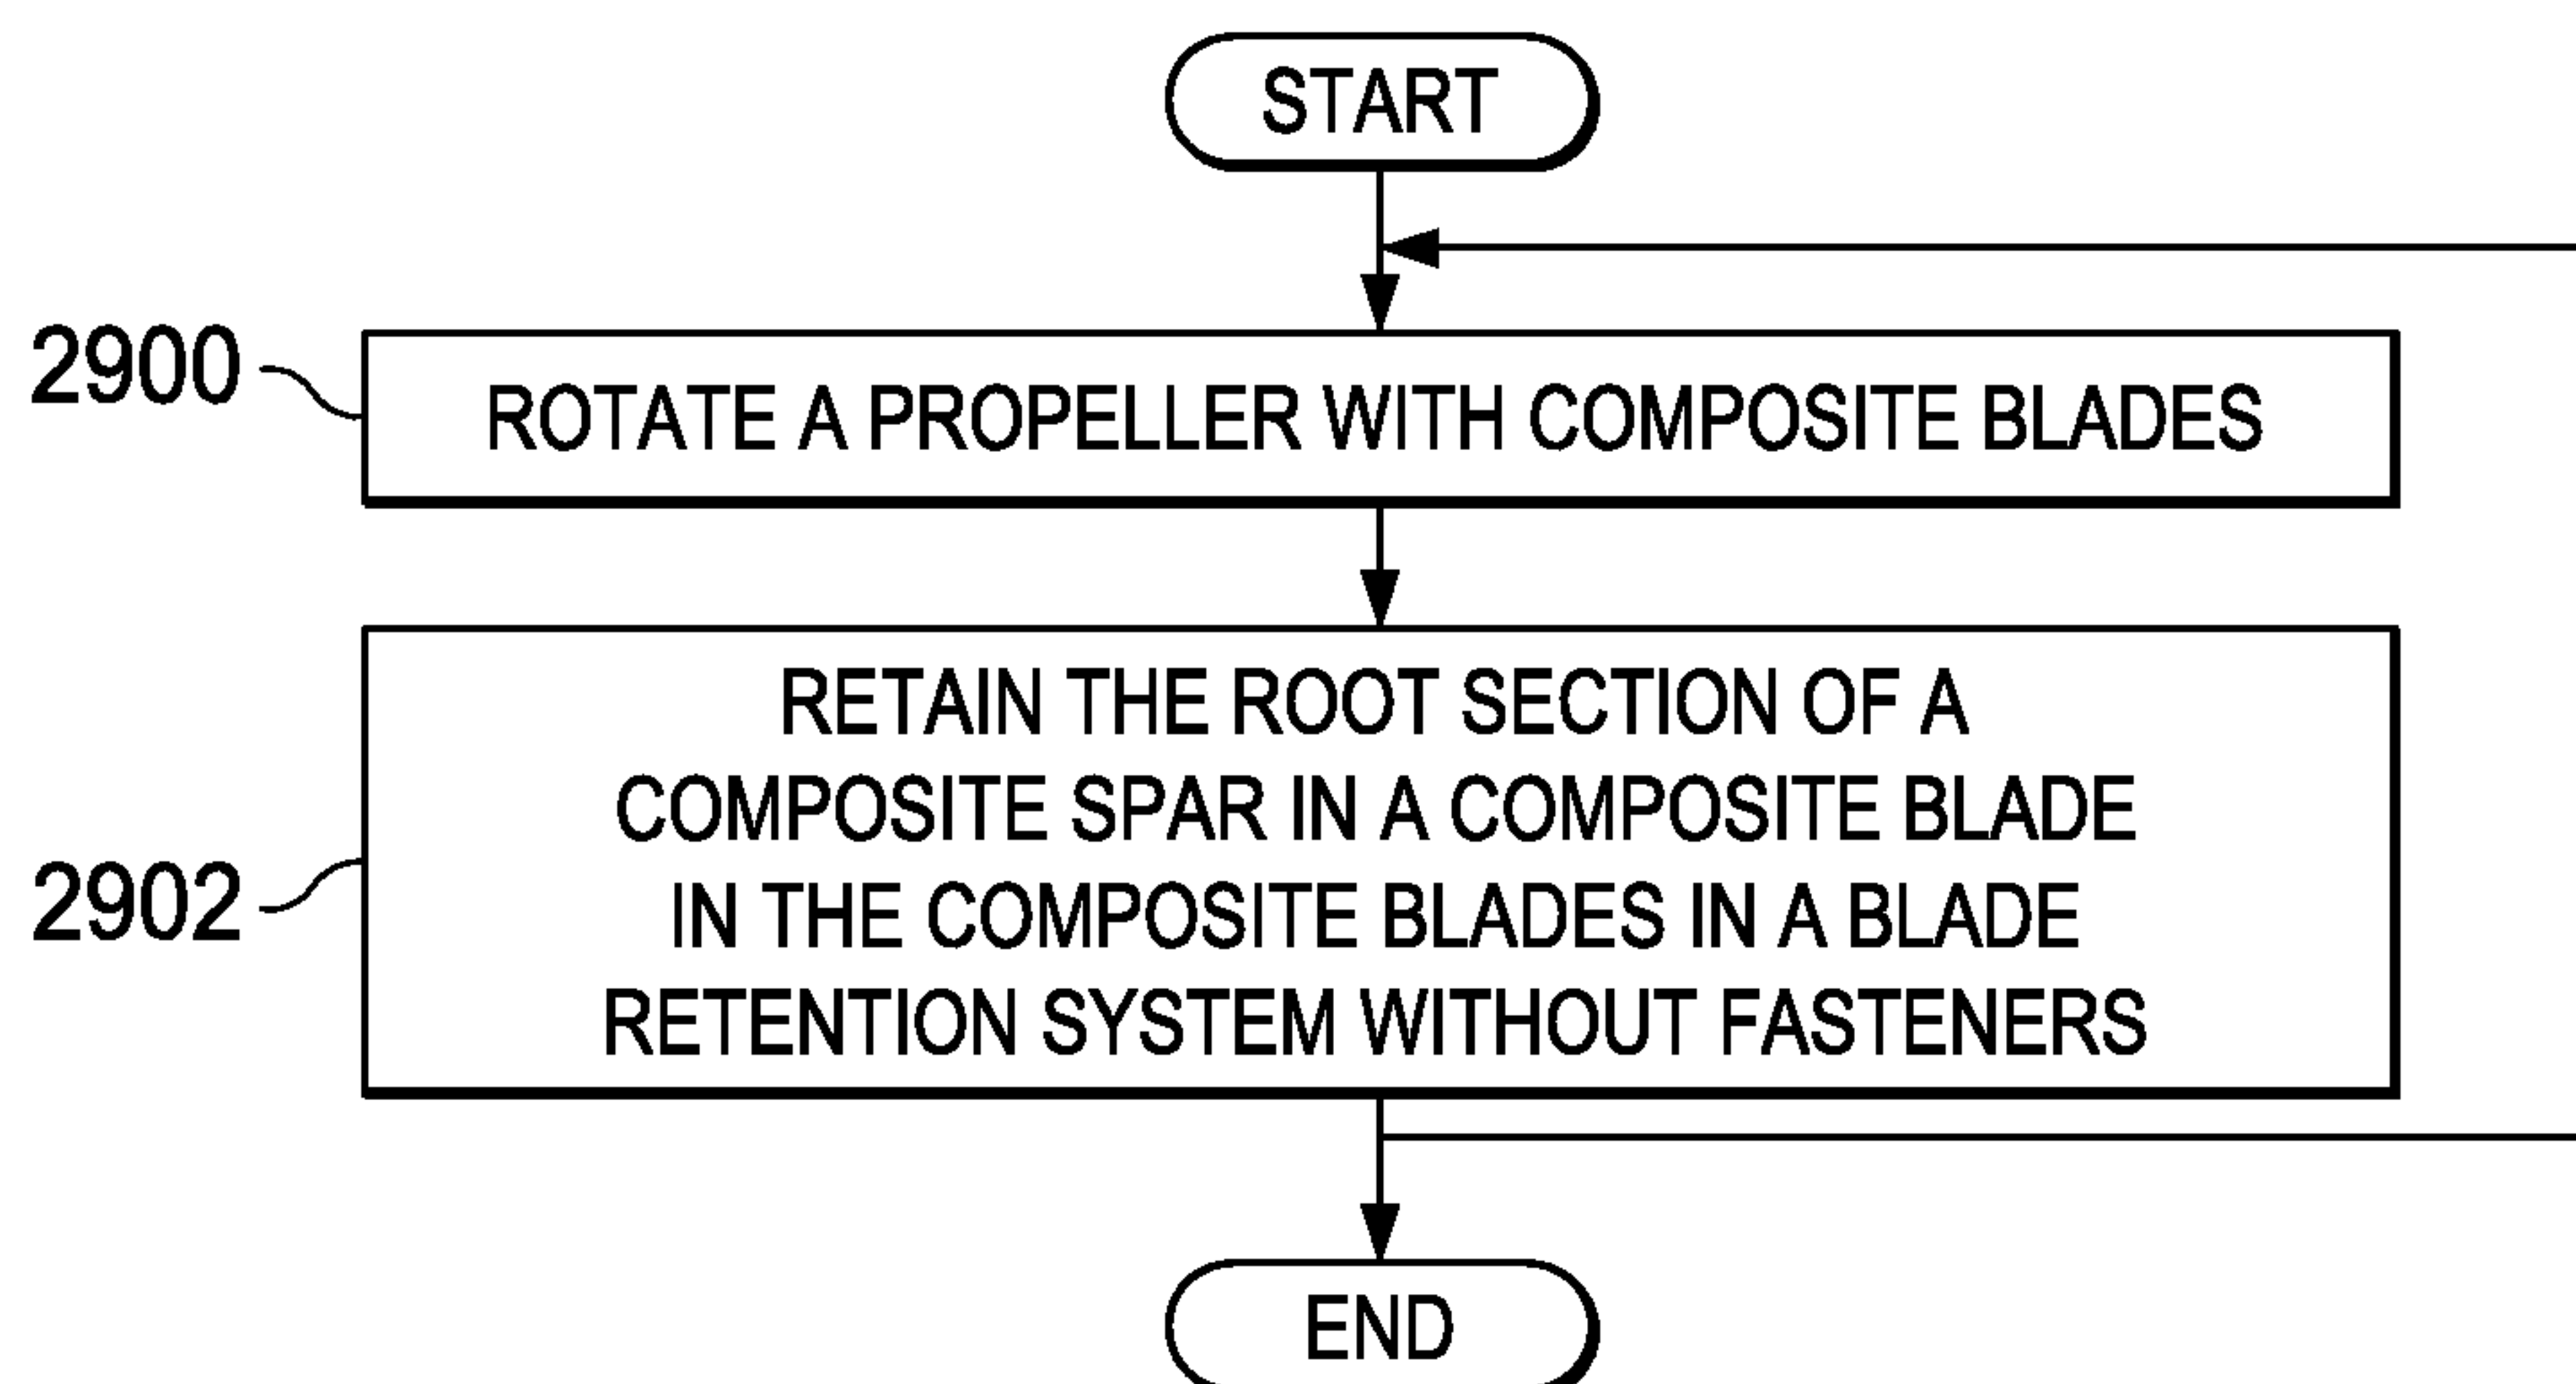 START
2900
ROTATE A PROPELLER WITH COMPOSITE BLADES
RETAIN THE ROOT SECTION OF A
COMPOSITE SPAR IN A COMPOSITE BLADE
2902
IN THE COMPOSITE BLADES IN A BLADE
RETENTION SYSTEM WITHOUT FASTENERS
END